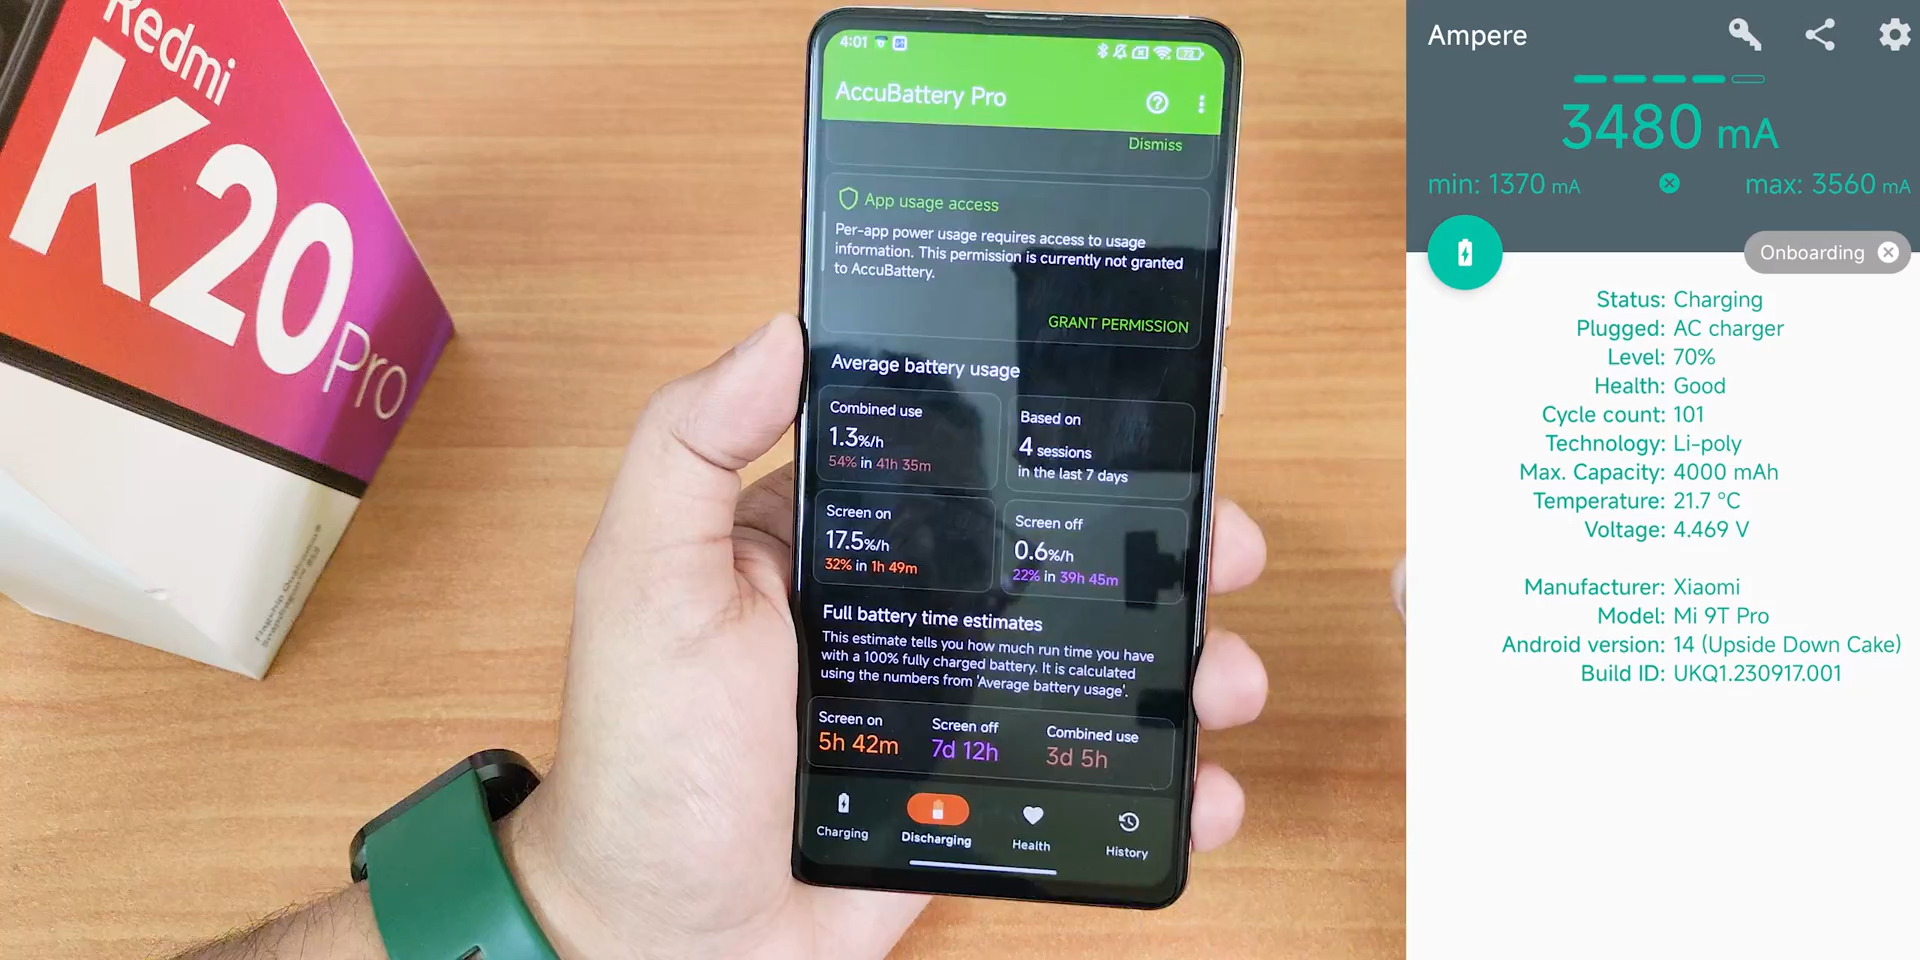 Redmi
K20 Pro
4:01
72
AccuBattery Pro
Dismiss
App usage access
Per-app power usage requires access to usage
information. This permission is currently not granted
to AccuBattery.
GRANT PERMISSION
Average battery usage
Combined use
1.3%/h
54% in 41h 35m
Based on
4 sessions
in the last 7 days
Screen on
17.5%/h
32% in 1h 49m
Screen off
0.6%/h
22% in 39h 45m
Full battery time estimates
This estimate tells you how much run time you have
with a 100% fully charged battery. It is calculated
using the numbers from 'Average battery usage'.
Screen on
5h 42m
Screen off
7d 12h
Combined use
3d 5h
Charging
Discharging
Health
History
Ampere
3480 mA
min: 1370 mA
max: 3560 mA
Onboarding
Status: Charging
Plugged: AC charger
Level: 70%
Health: Good
Cycle count: 101
Technology: Li-poly
Max. Capacity: 4000 mAh
Temperature: 21.7 °C
Voltage: 4.469 V
Manufacturer: Xiaomi
Model: Mi 9T Pro
Android version: 14 (Upside Down Cake)
Build ID: UKQ1.230917.001